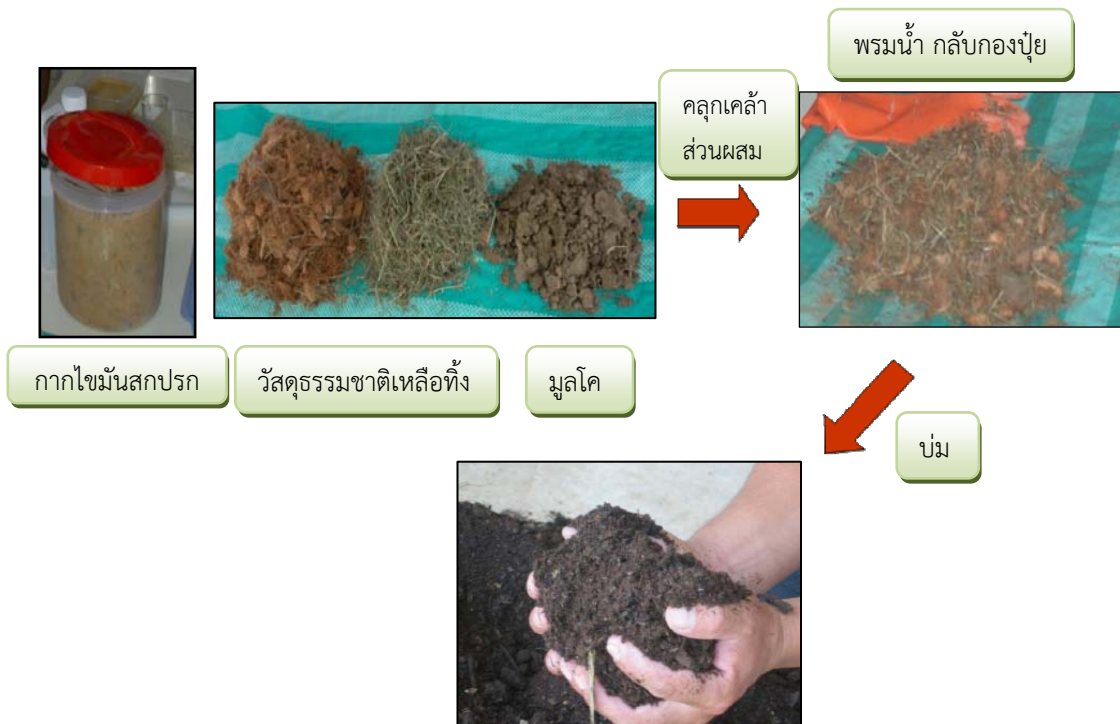 พรมน้ำ กลับกองปุ๋ย
คลุกเคล้า
ส่วนผสม
กากไขมันสกปรก
วัสดุธรรมชาติเหลือทิ้ง
มูลโค
บ่ม